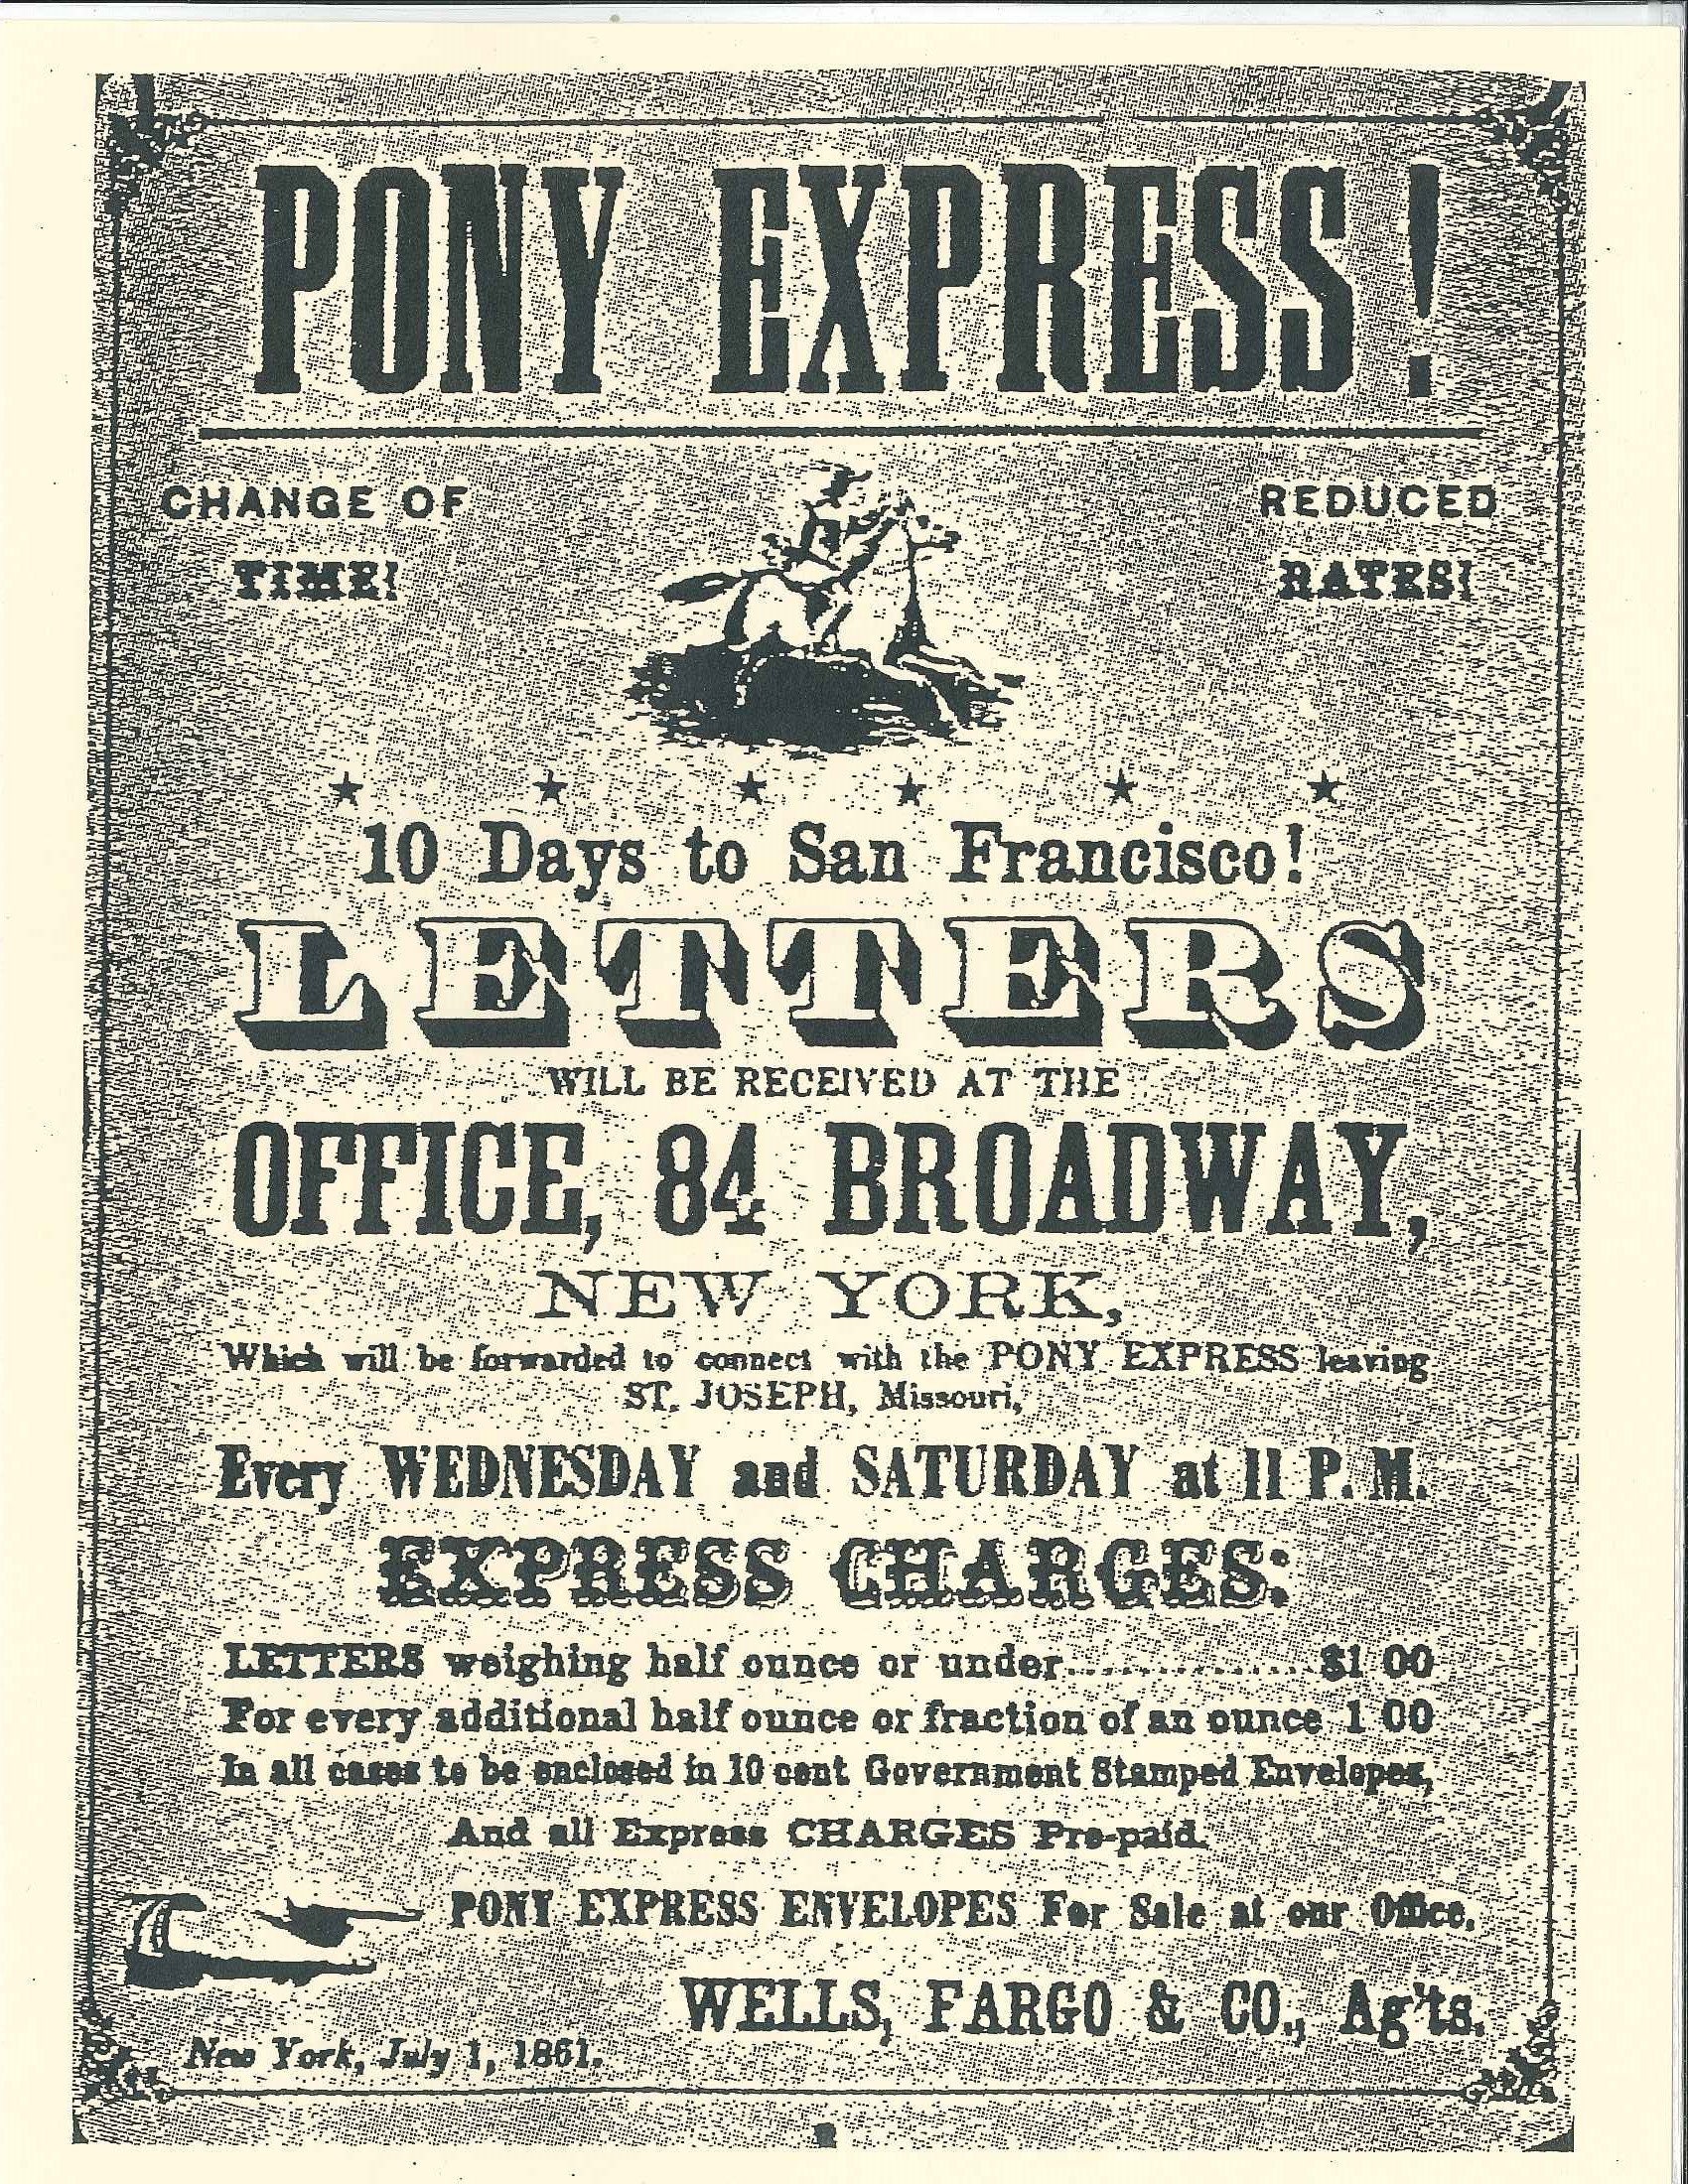 PONY EXPRESS!
CHANGE OF
TIME!
REDUCED
RATES!
10 Days to San Francisco!
LETTERS
WILL BE RECEIVED AT THE
OFFICE, 84 BROADWAY,
NEW YORK,
Which will be forwarded to connect with the PONY EXPRESS leaving
ST. JOSEPH, Missouri,
Every WEDNESDAY and SATURDAY at 11 P. M.
EXPRESS CHARGES:
LETTERS weighing half ounce or under..............$1 00
For every additional half ounce or fraction of an ounce 1 00
In all cases to be enclosed in 10 cent Government Stamped Envelopes,
And all Express CHARGES Pre-paid.
PONY EXPRESS ENVELOPES For Sale at our Office.
WELLS, FARGO & CO., Ag'ts.
New York, July 1, 1861.